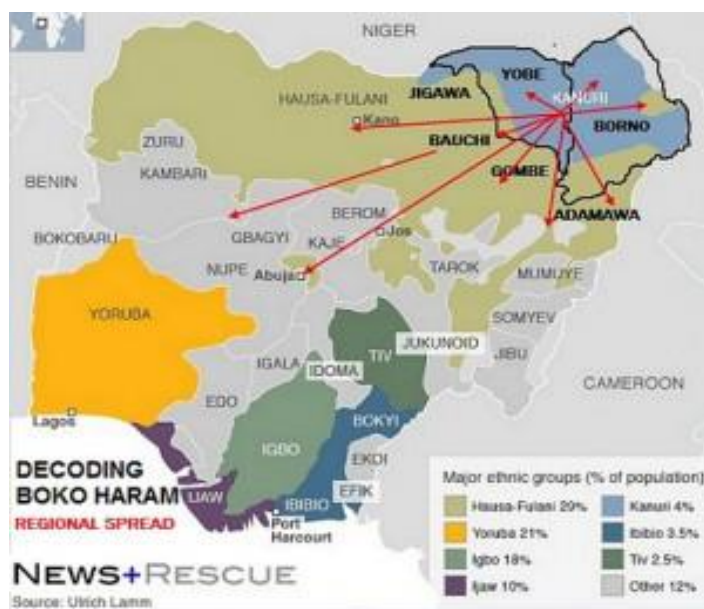 NIGER
YOBE
JIGAWA
KANURI
HAUSA-FULANI
Kano
BORNO
BAUCHI
ZURU
GOMBE
KAMBARI
BENIN
BEROM
ADAMAWA
BOKOBARU
GBAGYI
Jos
KAJE
NUPE
Abuja
TAROK
MUMUYE
YORUBA
SOMYEV
JUKUNOID
TIV
JIBU
IGALA
IDOMA
CAMEROON
EDO
BOKYI
Lagos
IGBO
EKOI
DECODING
BOKO HARAM
REGIONAL SPREAD
IJAW
IBIBIO
EFIK
Port
Harcourt
Major ethnic groups (% of population)
Hausa-Fulani 29%
Kanuri 4%
Yoruba 21%
Ibibio 3.5%
Igbo 18%
Tiv 2.5%
Ijaw 10%
Other 12%
NEWS+RESCUE
Source: Ulrich Lamm